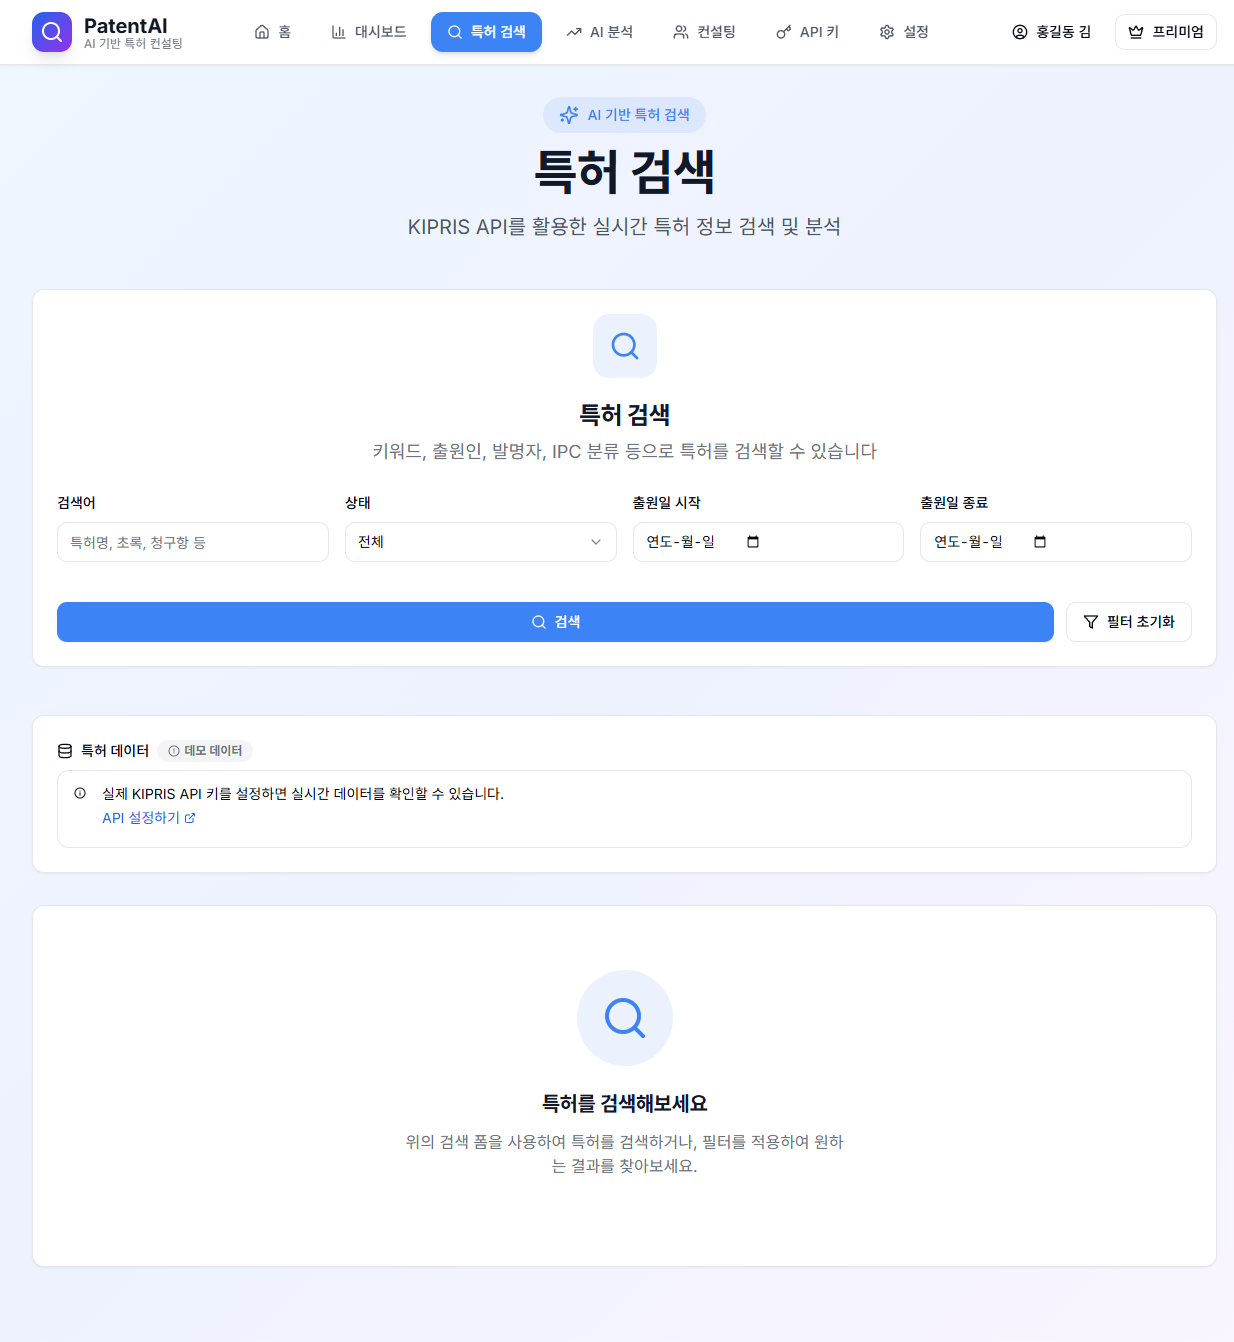 PatentAI
AI 기반 특허 컨설팅
홈
대시보드
특허 검색
AI 분석
컨설팅
API 키
설정
홍길동 김
프리미엄
AI 기반 특허 검색
특허 검색
KIPRIS API를 활용한 실시간 특허 정보 검색 및 분석
특허 검색
키워드, 출원인, 발명자, IPC 분류 등으로 특허를 검색할 수 있습니다
검색어
상태
출원일 시작
출원일 종료
특허명, 초록, 청구항 등
전체
연도-월-일
연도-월-일
검색
필터 초기화
특허 데이터
데모 데이터
실제 KIPRIS API 키를 설정하면 실시간 데이터를 확인할 수 있습니다.
API 설정하기
특허를 검색해보세요
위의 검색 폼을 사용하여 특허를 검색하거나, 필터를 적용하여 원하
는 결과를 찾아보세요.